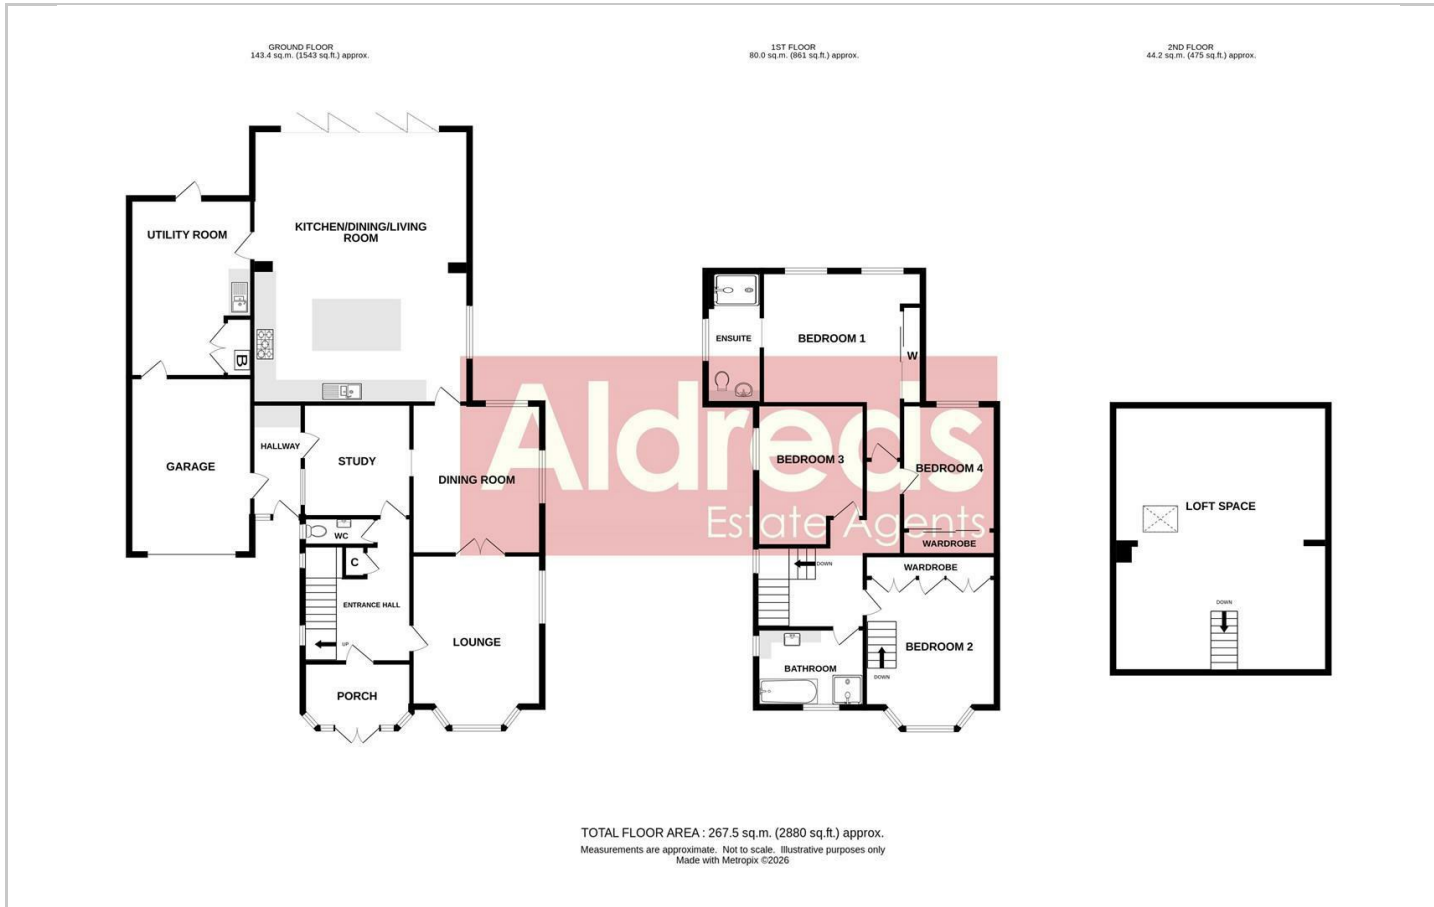 GROUND FLOOR
143.4 sq.m. (1543 sq.ft.) approx.
UTILITY ROOM
KITCHEN/DINING/LIVING
ROOM
B
GARAGE
HALLWAY
STUDY
DINING ROOM
WC
C
ENTRANCE HALL
UP
LOUNGE
PORCH
1ST FLOOR
80.0 sq.m. (861 sq.ft.) approx.
ENSUITE
BEDROOM 1
W
BEDROOM 3
BEDROOM 4
WARDROBE
DOWN
WARDROBE
BEDROOM 2
DOWN
BATHROOM
2ND FLOOR
44.2 sq.m. (475 sq.ft.) approx.
LOFT SPACE
DOWN
Aldreds
Estate Agents
TOTAL FLOOR AREA : 267.5 sq.m. (2880 sq.ft.) approx.
Measurements are approximate. Not to scale. Illustrative purposes only
Made with Metropix ©2026